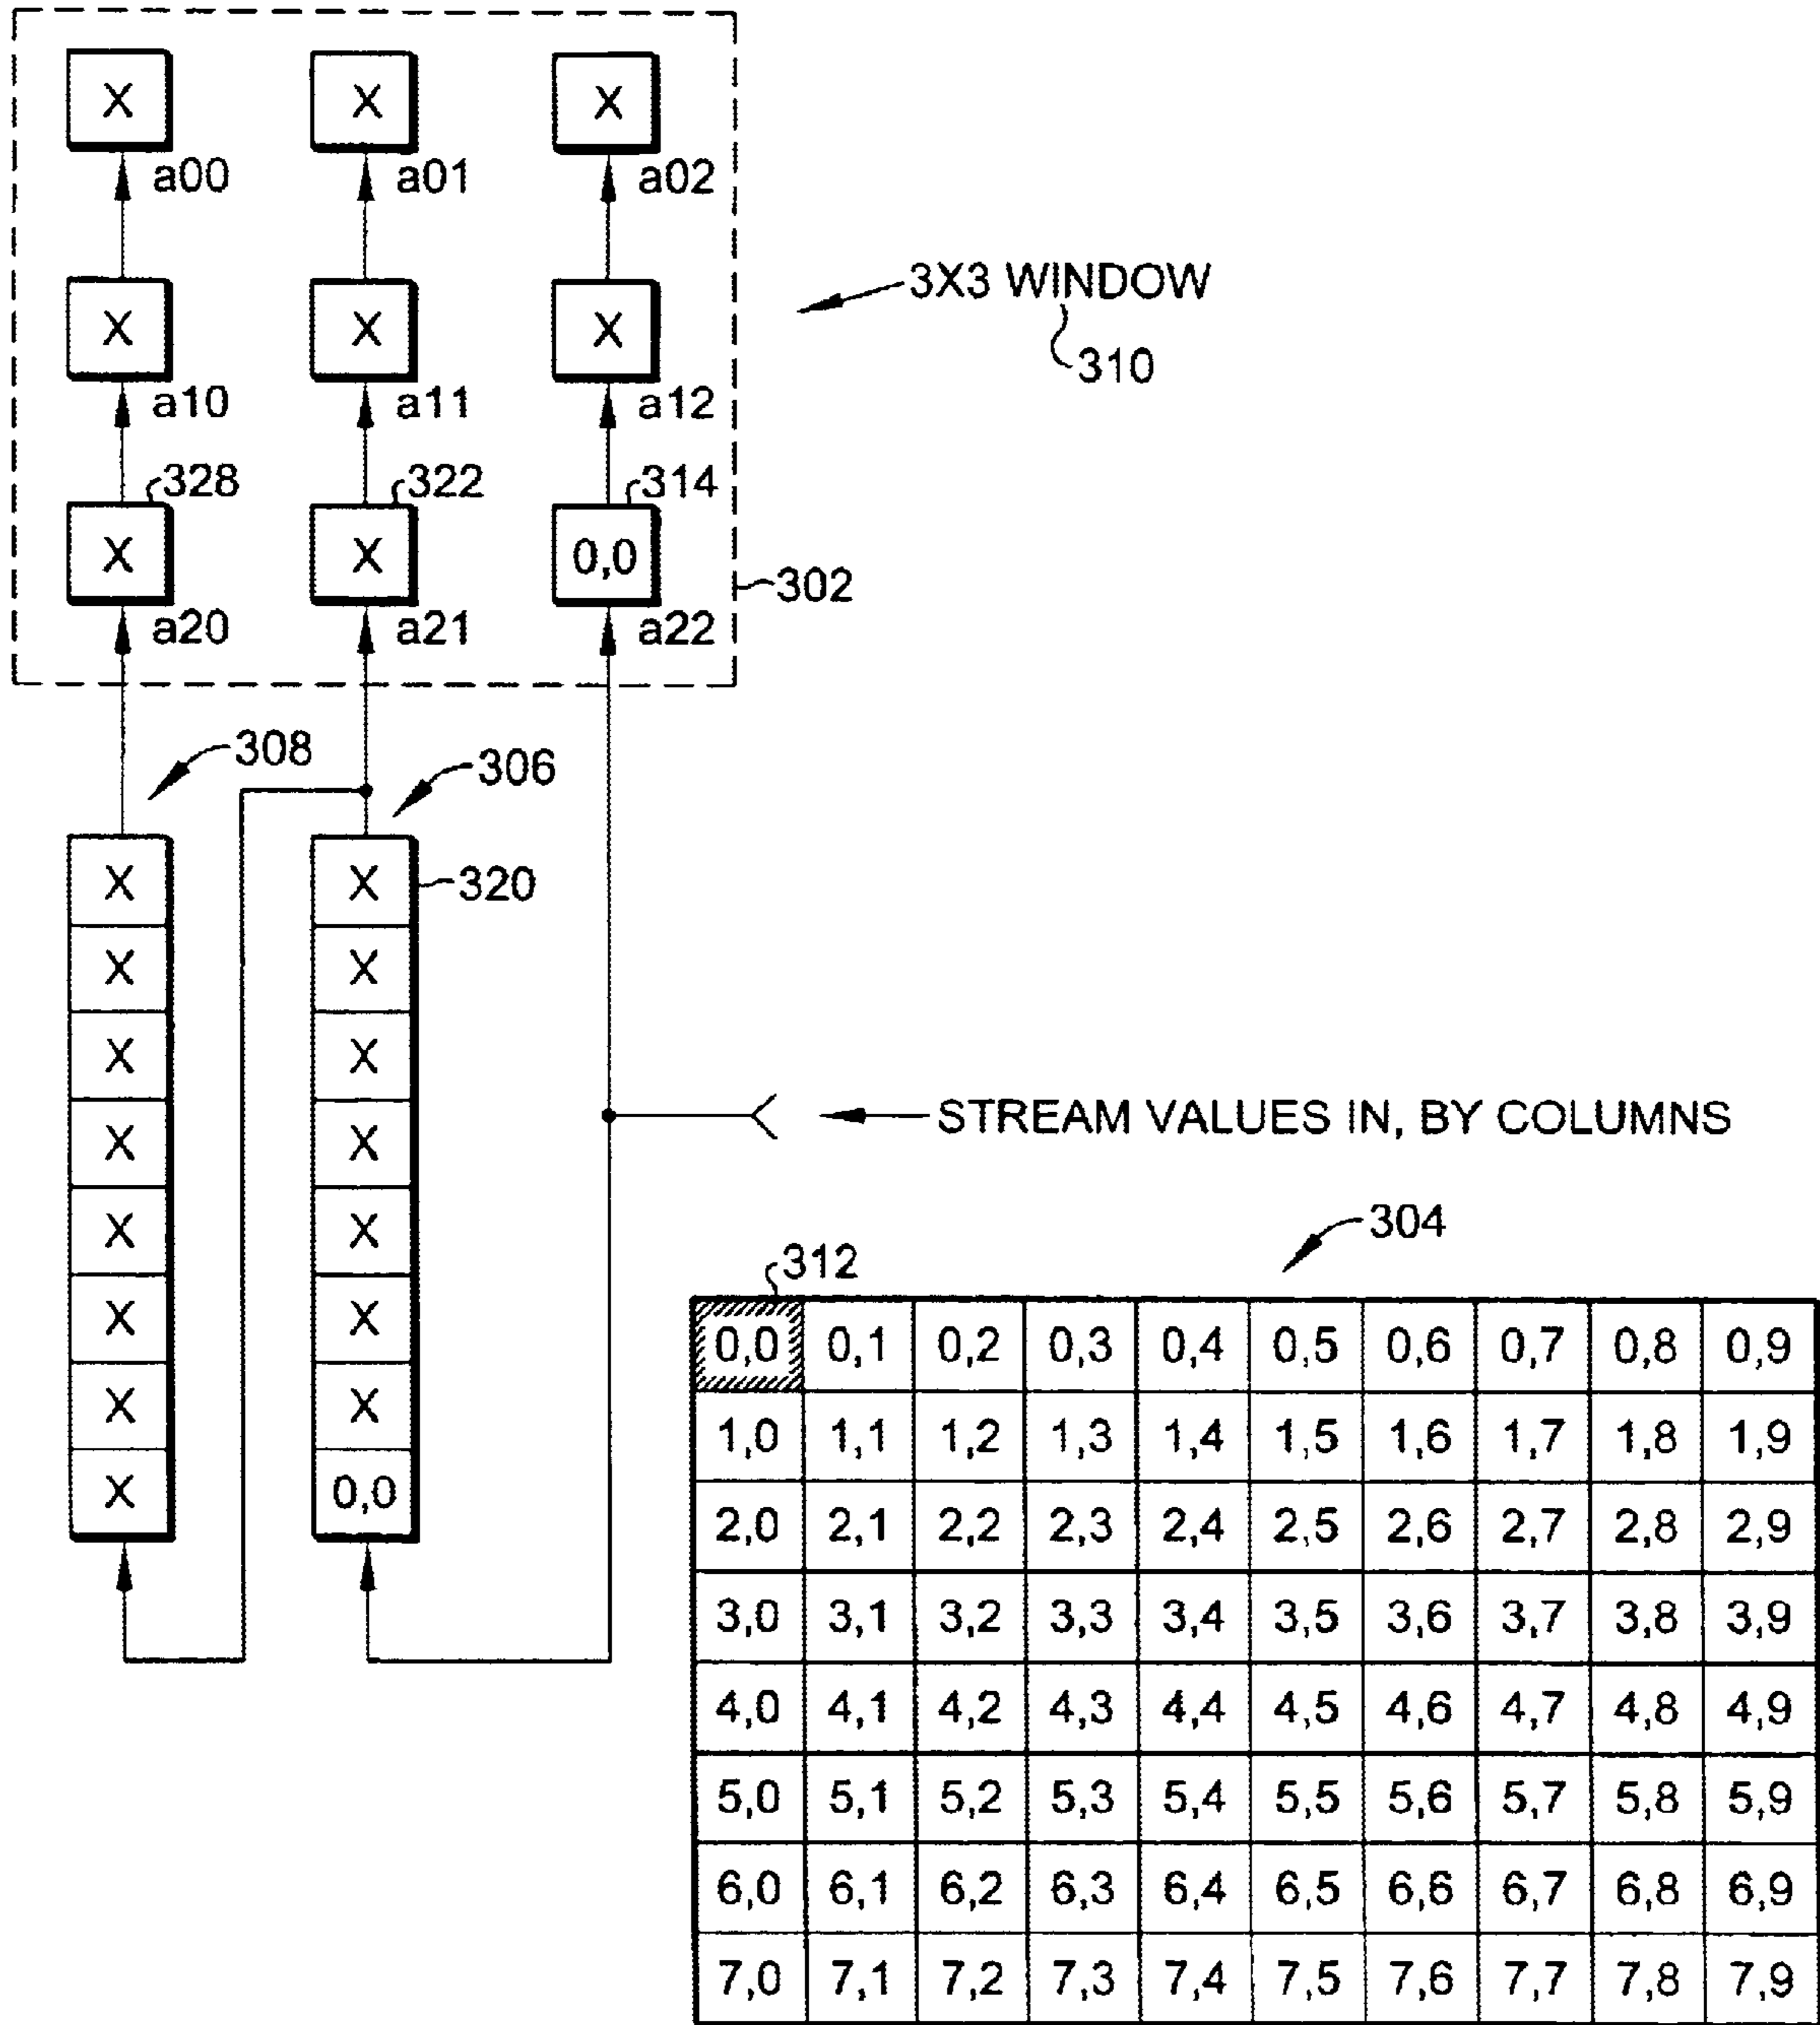 X X X
a00 a01 a02
3X3 WINDOW
310
X X X
a10 a11 a12
328 322 314
X X 0,0
302
a20 a21 a22
308 306
X X 320
X X
X X
X X
STREAM VALUES IN, BY COLUMNS
X X
X X
X X
X 0,0
304
312
0,0 0,1 0,2 0,3 0,4 0,5 0,6 0,7 0,8 0,9
1,0 1,1 1,2 1,3 1,4 1,5 1,6 1,7 1,8 1,9
2,0 2,1 2,2 2,3 2,4 2,5 2,6 2,7 2,8 2,9
3,0 3,1 3,2 3,3 3,4 3,5 3,6 3,7 3,8 3,9
4,0 4,1 4,2 4,3 4,4 4,5 4,6 4,7 4,8 4,9
5,0 5,1 5,2 5,3 5,4 5,5 5,6 5,7 5,8 5,9
6,0 6,1 6,2 6,3 6,4 6,5 6,6 6,7 6,8 6,9
7,0 7,1 7,2 7,3 7,4 7,5 7,6 7,7 7,8 7,9